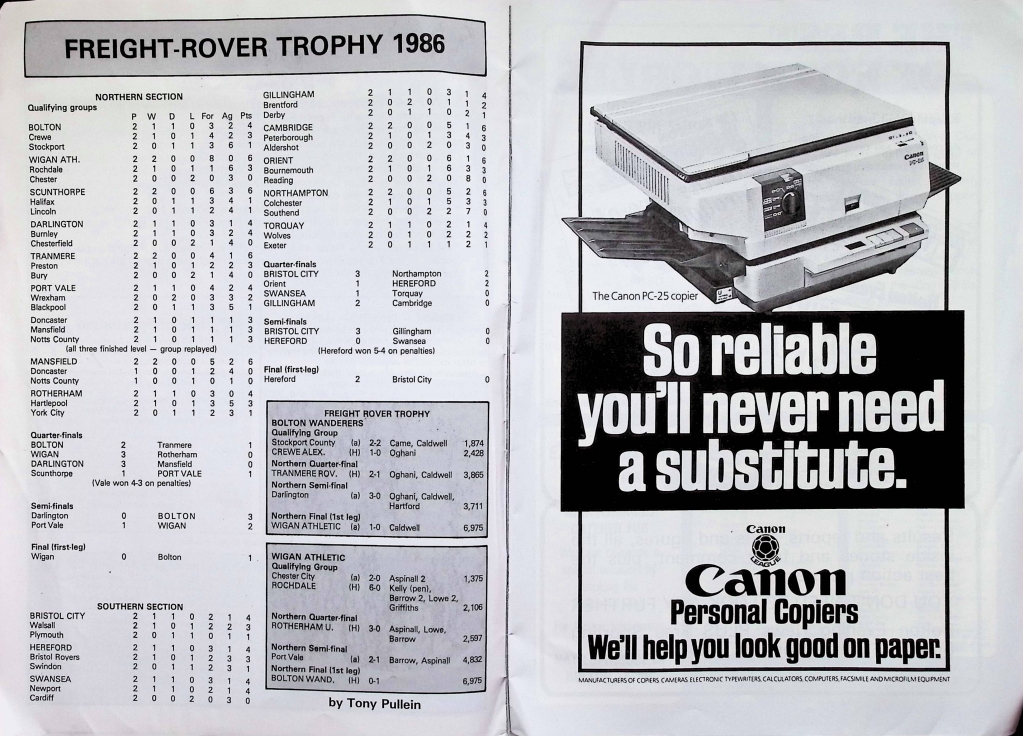 FREIGHT-ROVER TROPHY 1986
NORTHERN SECTION
Qualifying groups
P W D L For Ag Pts
BOLTON 2 1 1 0 3 2 4
Crewe 2 1 0 1 4 2 3
Stockport 2 0 1 1 3 6 1
WIGAN ATH. 2 2 0 0 8 0 6
Rochdale 2 1 0 1 1 6 3
Chester 2 0 0 2 0 3 0
SCUNTHORPE 2 2 0 0 6 3 6
Halifax 2 0 1 1 3 4 1
Lincoln 2 0 1 1 2 4 1
DARLINGTON 2 1 1 0 3 1 4
Burnley 2 1 1 0 3 2 4
Chesterfield 2 0 0 2 1 4 0
TRANMERE 2 2 0 0 4 1 6
Preston 2 1 0 1 2 2 3
Bury 2 0 0 2 1 4 0
PORT VALE 2 1 1 0 4 2 4
Wrexham 2 0 2 0 3 3 2
Blackpool 2 0 1 1 3 5 1
Doncaster 2 1 0 1 1 1 3
Mansfield 2 1 0 1 1 1 3
Notts County 2 1 0 1 1 1 3
(all three finished level — group replayed)
MANSFIELD 2 2 0 0 5 2 6
Doncaster 1 0 0 1 2 4 0
Notts County 1 0 0 1 0 1 0
ROTHERHAM 2 1 1 0 3 0 4
Hartlepool 2 1 0 1 3 5 3
York City 2 0 1 1 2 3 1
Quarter-finals
BOLTON 2 Tranmere 1
WIGAN 3 Rotherham 0
DARLINGTON 3 Mansfield 0
Scunthorpe 1 PORT VALE 1
(Vale won 4-3 on penalties)
Semi-finals
Darlington 0 BOLTON 3
Port Vale 1 WIGAN 2
Final (first-leg)
Wigan 0 Bolton 1
SOUTHERN SECTION
BRISTOL CITY 2 1 1 0 2 1 4
Walsall 2 1 0 1 2 2 3
Plymouth 2 0 1 1 0 1 1
HEREFORD 2 1 1 0 3 1 4
Bristol Rovers 2 1 0 1 2 3 3
Swindon 2 0 1 1 2 3 1
SWANSEA 2 1 1 0 3 1 4
Newport 2 1 1 0 2 1 4
Cardiff 2 0 0 2 0 3 0
GILLINGHAM 2 1 1 0 3 1 4
Brentford 2 0 2 0 1 1 2
Derby 2 0 1 1 0 2 1
CAMBRIDGE 2 2 0 0 5 1 6
Peterborough 2 1 0 1 3 4 3
Aldershot 2 0 0 2 0 3 0
ORIENT 2 2 0 0 6 1 6
Bournemouth 2 1 0 1 6 3 3
Reading 2 0 0 2 0 8 0
NORTHAMPTON 2 2 0 0 5 2 6
Colchester 2 1 0 1 5 3 3
Southend 2 0 0 2 2 7 0
TORQUAY 2 1 1 0 2 1 4
Wolves 2 0 1 0 2 2 2
Exeter 2 0 1 1 1 2 1
Quarter-finals
BRISTOL CITY 3 Northampton 2
Orient 1 HEREFORD 2
SWANSEA 1 Torquay 0
GILLINGHAM 2 Cambridge 0
Semi-finals
BRISTOL CITY 3 Gillingham 0
HEREFORD 0 Swansea 0
(Hereford won 5-4 on penalties)
Final (first-leg)
Hereford 2 Bristol City 0
FREIGHT ROVER TROPHY
BOLTON WANDERERS
Qualifying Group
Stockport County (a) 2-2 Came, Caldwell 1,874
CREWE ALEX. (H) 1-0 Oghani 2,428
Northern Quarter-final
TRANMERE ROV. (H) 2-1 Oghani, Caldwell 3,865
Northern Semi-final
Darlington (a) 3-0 Oghani, Caldwell,
Hartford 3,711
Northern Final (1st leg)
WIGAN ATHLETIC (a) 1-0 Caldwell 6,975
WIGAN ATHLETIC
Qualifying Group
Chester City (a) 2-0 Aspinall 2 1,375
ROCHDALE (H) 6-0 Kelly (pen),
Barrow 2, Lowe 2,
Griffiths 2,106
Northern Quarter-final
ROTHERHAM U. (H) 3-0 Aspinall, Lowe,
Barrow 2,597
Northern Semi-final
Port Vale (a) 2-1 Barrow, Aspinall 4,832
Northern Final (1st leg)
BOLTON WAND. (H) 0-1 6,975
by Tony Pullein
Canon
PC-25
The Canon PC-25 copier
So reliable
you'll never need
a substitute.
Canon
LEAGUE
Canon
Personal Copiers
We'll help you look good on paper.
MANUFACTURERS OF COPIERS, CAMERAS, ELECTRONIC TYPEWRITERS, CALCULATORS, COMPUTERS, FACSIMILE AND MICROFILM EQUIPMENT